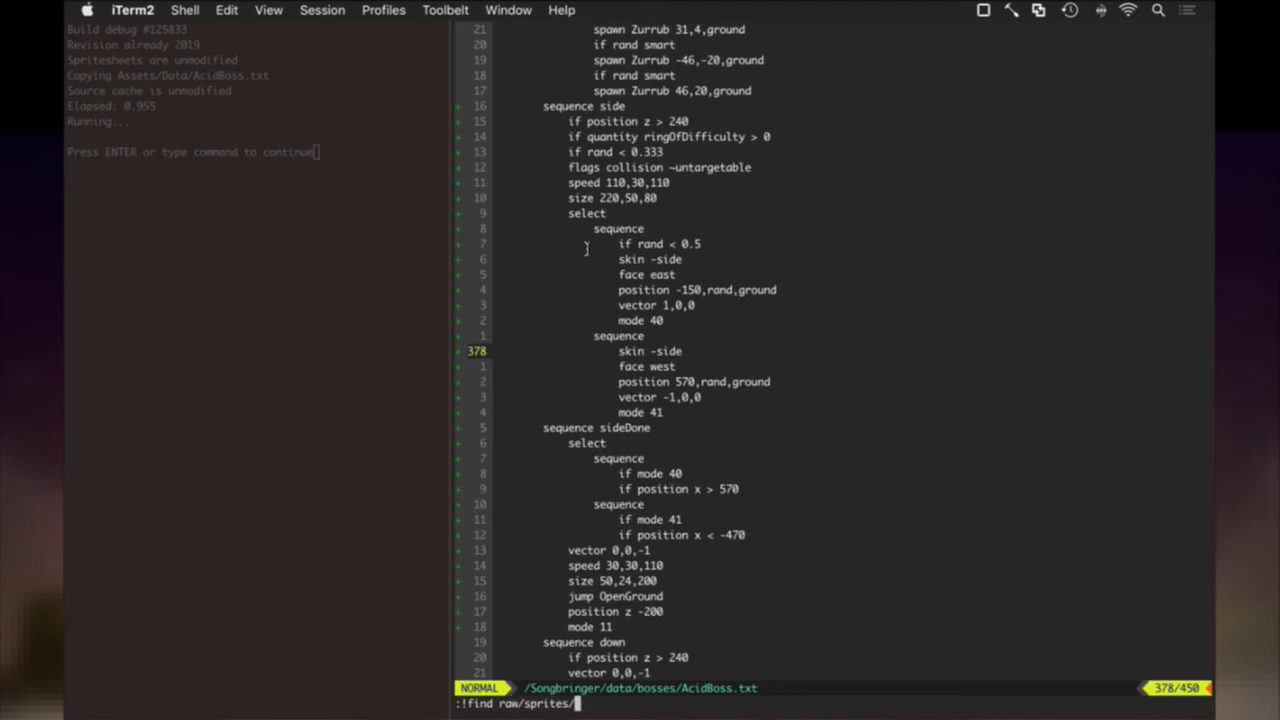 iTerm2 Shell Edit View Session Profiles Toolbelt Window Help
Build debug #125833
Revision already 2019
Spritesheets are unmodified
Copying Assets/Data/AcidBoss.txt
Source cache is unmodified
Elapsed: 0.955
Running...
Press ENTER or type command to continue
21 spawn Zurrub 31,4,ground
20 if rand smart
19 spawn Zurrub -46,-20,ground
18 if rand smart
17 spawn Zurrub 46,20,ground
+ 16 sequence side
+ 15 if position z > 240
+ 14 if quantity ringOfDifficulty > 0
+ 13 if rand < 0.333
+ 12 flags collision ~untargetable
+ 11 speed 110,30,110
+ 10 size 220,50,80
+ 9 select
+ 8 sequence
+ 7 if rand < 0.5
+ 6 skin -side
+ 5 face east
+ 4 position -150,rand,ground
+ 3 vector 1,0,0
+ 2 mode 40
+ 1 sequence
+ 378 skin -side
+ 1 face west
+ 2 position 570,rand,ground
+ 3 vector -1,0,0
+ 4 mode 41
+ 5 sequence sideDone
+ 6 select
+ 7 sequence
+ 8 if mode 40
+ 9 if position x > 570
+ 10 sequence
+ 11 if mode 41
+ 12 if position x < -470
+ 13 vector 0,0,-1
+ 14 speed 30,30,110
+ 15 size 50,24,200
+ 16 jump OpenGround
+ 17 position z -200
+ 18 mode 11
19 sequence down
20 if position z > 240
21 vector 0,0,-1
NORMAL /Songbringer/data/bosses/AcidBoss.txt 378/450
:!find raw/sprites/